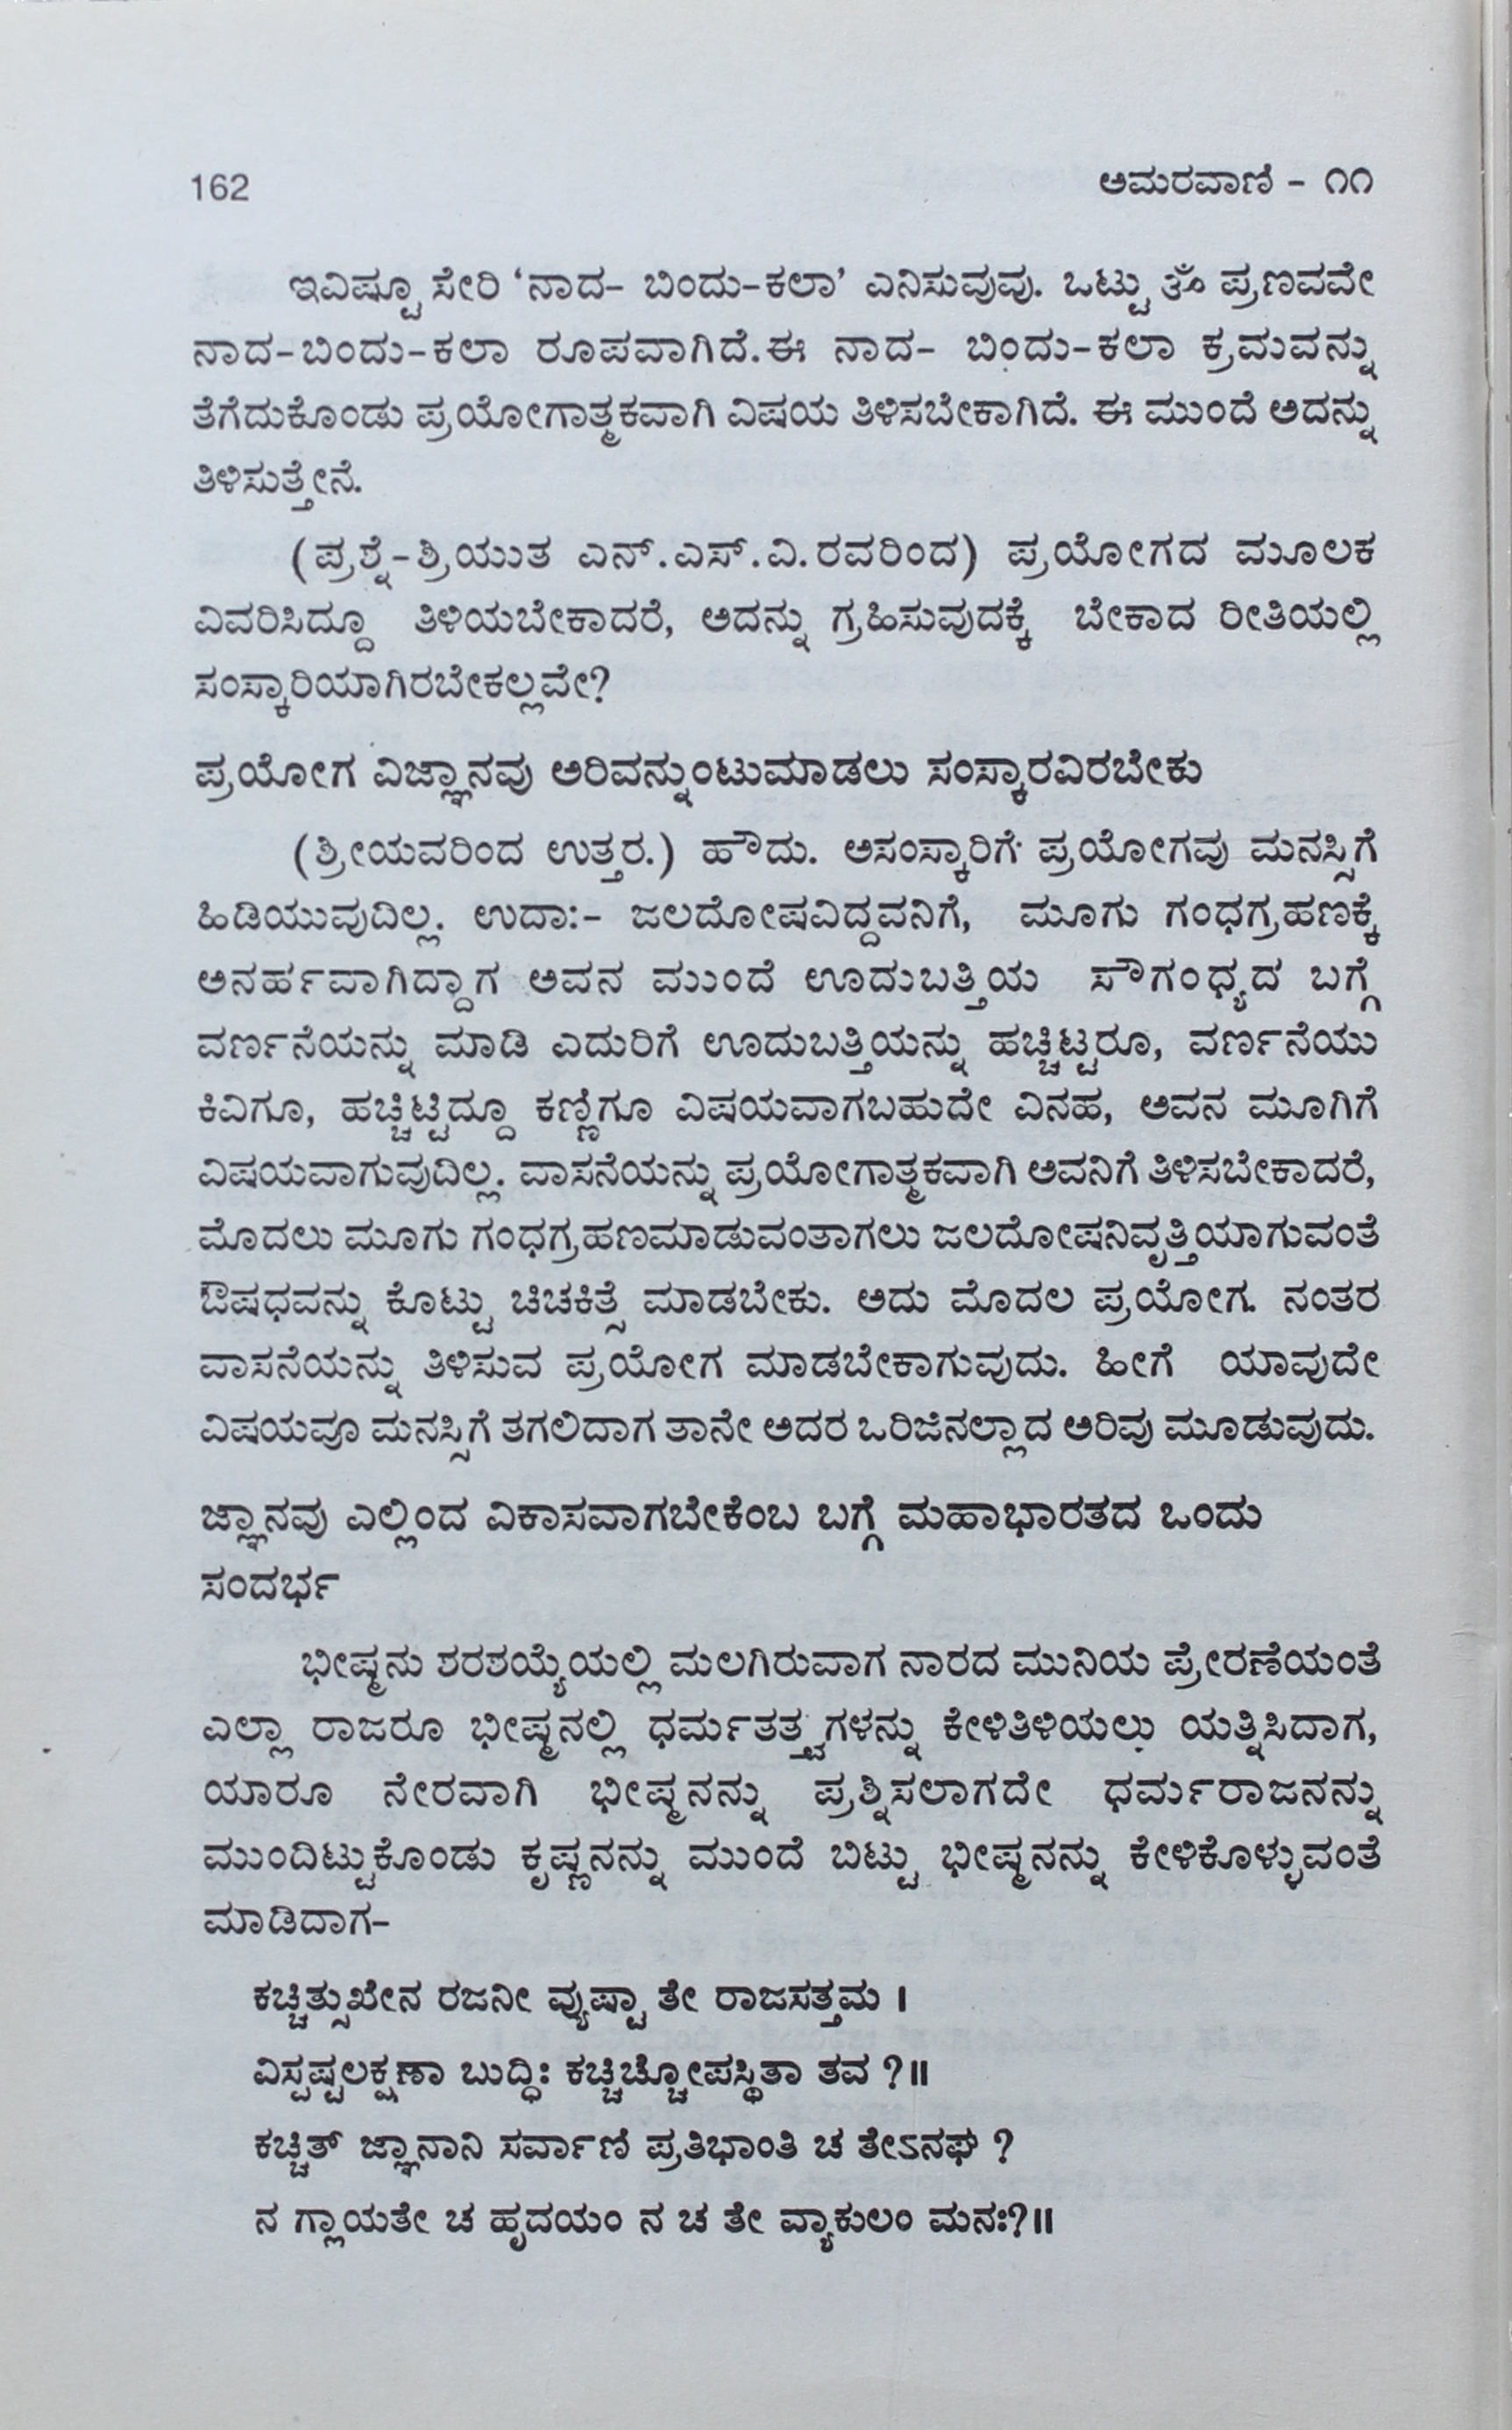 162 ಅಮರವಾಣಿ - ೧೧
ಇವಿಷ್ಟೂ ಸೇರಿ ‘ನಾದ- ಬಿಂದು-ಕಲಾ’ ಎನಿಸುವುವು. ಒಟ್ಟು ಓಂ ಪ್ರಣವವೇ
ನಾದ-ಬಿಂದು-ಕಲಾ ರೂಪವಾಗಿದೆ.ಈ ನಾದ- ಬಿಂದು-ಕಲಾ ಕ್ರಮವನ್ನು
ತೆಗೆದುಕೊಂಡು ಪ್ರಯೋಗಾತ್ಮಕವಾಗಿ ವಿಷಯ ತಿಳಿಸಬೇಕಾಗಿದೆ. ಈ ಮುಂದೆ ಅದನ್ನು
ತಿಳಿಸುತ್ತೇನೆ.
(ಪ್ರಶ್ನೆ-ಶ್ರಿಯುತ ಎನ್.ಎಸ್.ವಿ.ರವರಿಂದ) ಪ್ರಯೋಗದ ಮೂಲಕ
ವಿವರಿಸಿದ್ದೂ ತಿಳಿಯಬೇಕಾದರೆ, ಅದನ್ನು ಗ್ರಹಿಸುವುದಕ್ಕೆ ಬೇಕಾದ ರೀತಿಯಲ್ಲಿ
ಸಂಸ್ಕಾರಿಯಾಗಿರಬೇಕಲ್ಲವೇ?
ಪ್ರಯೋಗ ವಿಜ್ಞಾನವು ಅರಿವನ್ನುಂಟುಮಾಡಲು ಸಂಸ್ಕಾರವಿರಬೇಕು
(ಶ್ರೀಯವರಿಂದ ಉತ್ತರ.) ಹೌದು. ಅಸಂಸ್ಕಾರಿಗೆ ಪ್ರಯೋಗವು ಮನಸ್ಸಿಗೆ
ಹಿಡಿಯುವುದಿಲ್ಲ. ಉದಾ:- ಜಲದೋಷವಿದ್ದವನಿಗೆ, ಮೂಗು ಗಂಧಗ್ರಹಣಕ್ಕೆ
ಅನರ್ಹವಾಗಿದ್ದಾಗ ಅವನ ಮುಂದೆ ಊದುಬತ್ತಿಯ ಸೌಗಂಧ್ಯದ ಬಗ್ಗೆ
ವರ್ಣನೆಯನ್ನು ಮಾಡಿ ಎದುರಿಗೆ ಊದುಬತ್ತಿಯನ್ನು ಹಚ್ಚಿಟ್ಟರೂ, ವರ್ಣನೆಯು
ಕಿವಿಗೂ, ಹಚ್ಚಿಟ್ಟಿದ್ದೂ ಕಣ್ಣಿಗೂ ವಿಷಯವಾಗಬಹುದೇ ವಿನಹ, ಅವನ ಮೂಗಿಗೆ
ವಿಷಯವಾಗುವುದಿಲ್ಲ. ವಾಸನೆಯನ್ನು ಪ್ರಯೋಗಾತ್ಮಕವಾಗಿ ಅವನಿಗೆ ತಿಳಿಸಬೇಕಾದರೆ,
ಮೊದಲು ಮೂಗು ಗಂಧಗ್ರಹಣಮಾಡುವಂತಾಗಲು ಜಲದೋಷನಿವೃತ್ತಿಯಾಗುವಂತೆ
ಔಷಧವನ್ನು ಕೊಟ್ಟು ಚಿಚಕಿತ್ಸೆ ಮಾಡಬೇಕು. ಅದು ಮೊದಲ ಪ್ರಯೋಗ. ನಂತರ
ವಾಸನೆಯನ್ನು ತಿಳಿಸುವ ಪ್ರಯೋಗ ಮಾಡಬೇಕಾಗುವುದು. ಹೀಗೆ ಯಾವುದೇ
ವಿಷಯವೂ ಮನಸ್ಸಿಗೆ ತಗಲಿದಾಗ ತಾನೇ ಅದರ ಒರಿಜಿನಲ್ಲಾದ ಅರಿವು ಮೂಡುವುದು.
ಜ್ಞಾನವು ಎಲ್ಲಿಂದ ವಿಕಾಸವಾಗಬೇಕೆಂಬ ಬಗ್ಗೆ ಮಹಾಭಾರತದ ಒಂದು
ಸಂದರ್ಭ
ಭೀಷ್ಮನು ಶರಶಯ್ಯೆಯಲ್ಲಿ ಮಲಗಿರುವಾಗ ನಾರದ ಮುನಿಯ ಪ್ರೇರಣೆಯಂತೆ
ಎಲ್ಲಾ ರಾಜರೂ ಭೀಷ್ಮನಲ್ಲಿ ಧರ್ಮತತ್ತ್ವಗಳನ್ನು ಕೇಳಿತಿಳಿಯಲು ಯತ್ನಿಸಿದಾಗ,
ಯಾರೂ ನೇರವಾಗಿ ಭೀಷ್ಮನನ್ನು ಪ್ರಶ್ನಿಸಲಾಗದೇ ಧರ್ಮರಾಜನನ್ನು
ಮುಂದಿಟ್ಟುಕೊಂಡು ಕೃಷ್ಣನನ್ನು ಮುಂದೆ ಬಿಟ್ಟು ಭೀಷ್ಮನನ್ನು ಕೇಳಿಕೊಳ್ಳುವಂತೆ
ಮಾಡಿದಾಗ-
ಕಚ್ಚಿತ್ಸುಖೇನ ರಜನೀ ವ್ಯುಷ್ಟಾ ತೇ ರಾಜಸತ್ತಮ ।
ವಿಸ್ಪಷ್ಟಲಕ್ಷಣಾ ಬುದ್ಧಿಃ ಕಚ್ಚಿಚ್ಚೋಪಸ್ಥಿತಾ ತವ ?॥
ಕಚ್ಚಿತ್ ಜ್ಞಾನಾನಿ ಸರ್ವಾಣಿ ಪ್ರತಿಭಾಂತಿ ಚ ತೇಽನಘ ?
ನ ಗ್ಲಾಯತೇ ಚ ಹೃದಯಂ ನ ಚ ತೇ ವ್ಯಾಕುಲಂ ಮನಃ?॥